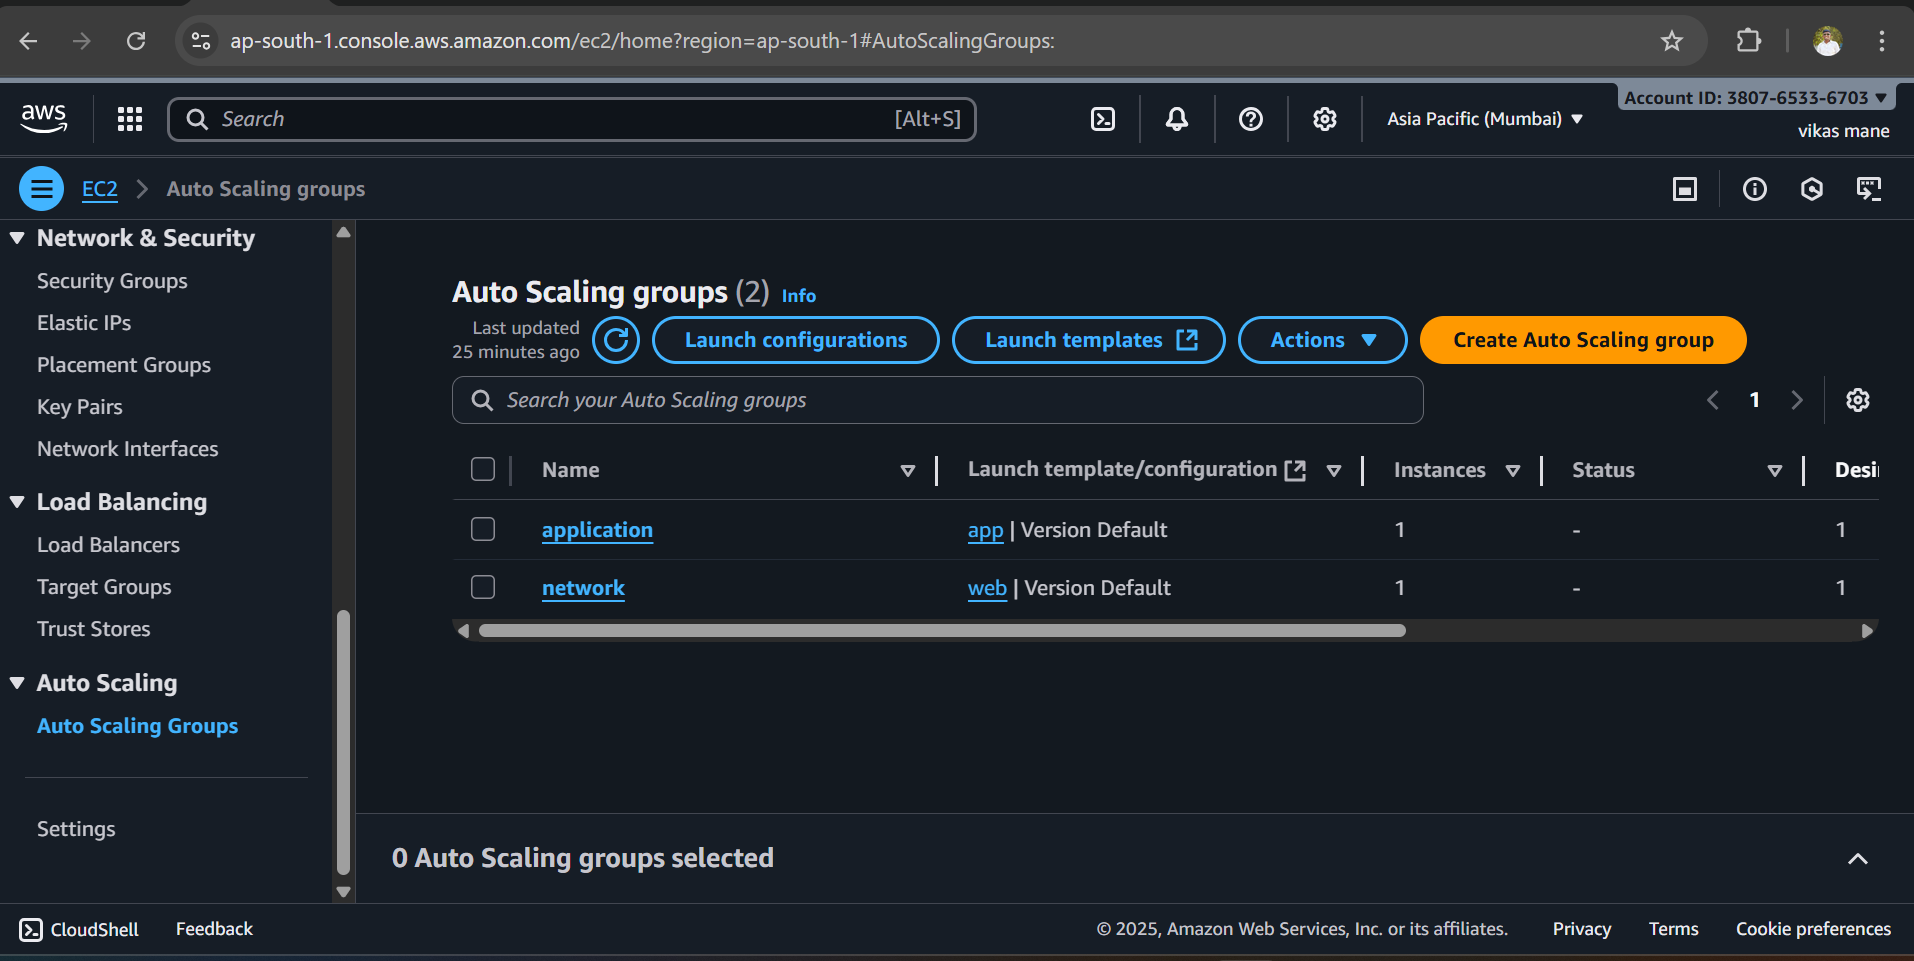 ap-south-1.console.aws.amazon.com/ec2/home?region=ap-south-1#AutoScalingGroups:
aws
Search
[Alt+S]
Asia Pacific (Mumbai)
Account ID: 3807-6533-6703
vikas mane
EC2
Auto Scaling groups
Network & Security
Security Groups
Elastic IPs
Placement Groups
Key Pairs
Network Interfaces
Load Balancing
Load Balancers
Target Groups
Trust Stores
Auto Scaling
Auto Scaling Groups
Settings
Auto Scaling groups (2) Info
Last updated
25 minutes ago
Launch configurations
Launch templates
Actions
Create Auto Scaling group
Search your Auto Scaling groups
1
Name Launch template/configuration Instances Status Desi
application app | Version Default 1 - 1
network web | Version Default 1 - 1
0 Auto Scaling groups selected
CloudShell Feedback © 2025, Amazon Web Services, Inc. or its affiliates. Privacy Terms Cookie preferences